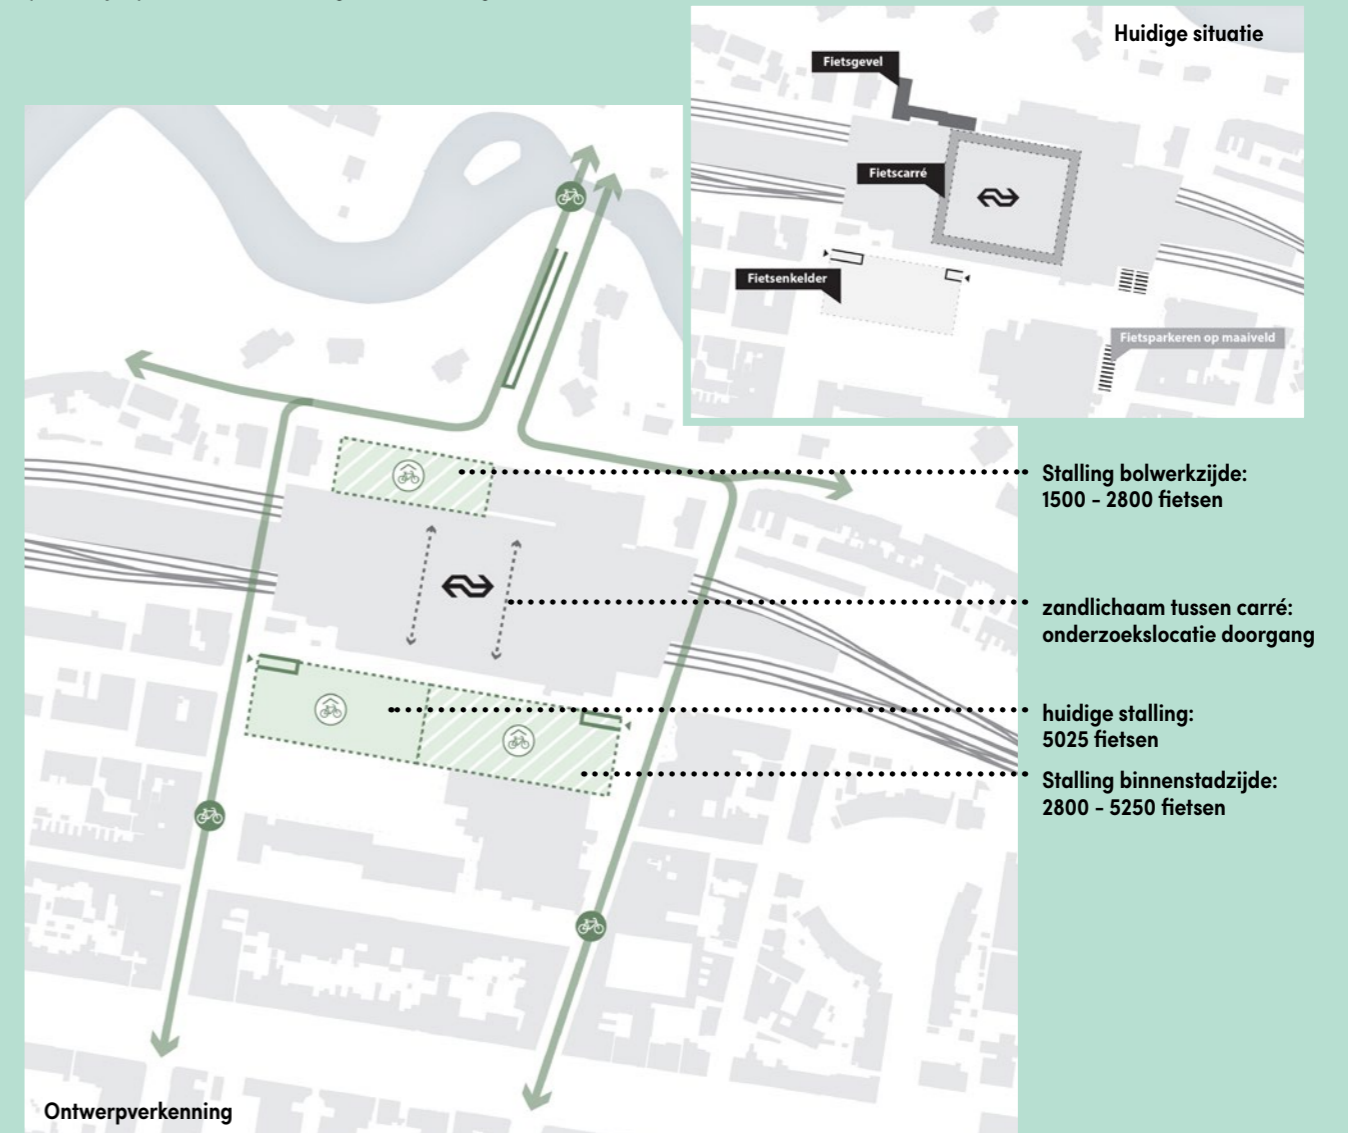 Huidige situatie
Fietsgevel
Fietscarré
Fietsenkelder
Fietsparkeren op maaiveld
Stalling bolwerkzijde:
1500 - 2800 fietsen
zandlichaam tussen carré:
onderzoekslocatie doorgang
huidige stalling:
5025 fietsen
Stalling binnenstadzijde:
2800 - 5250 fietsen
Ontwerpverkenning